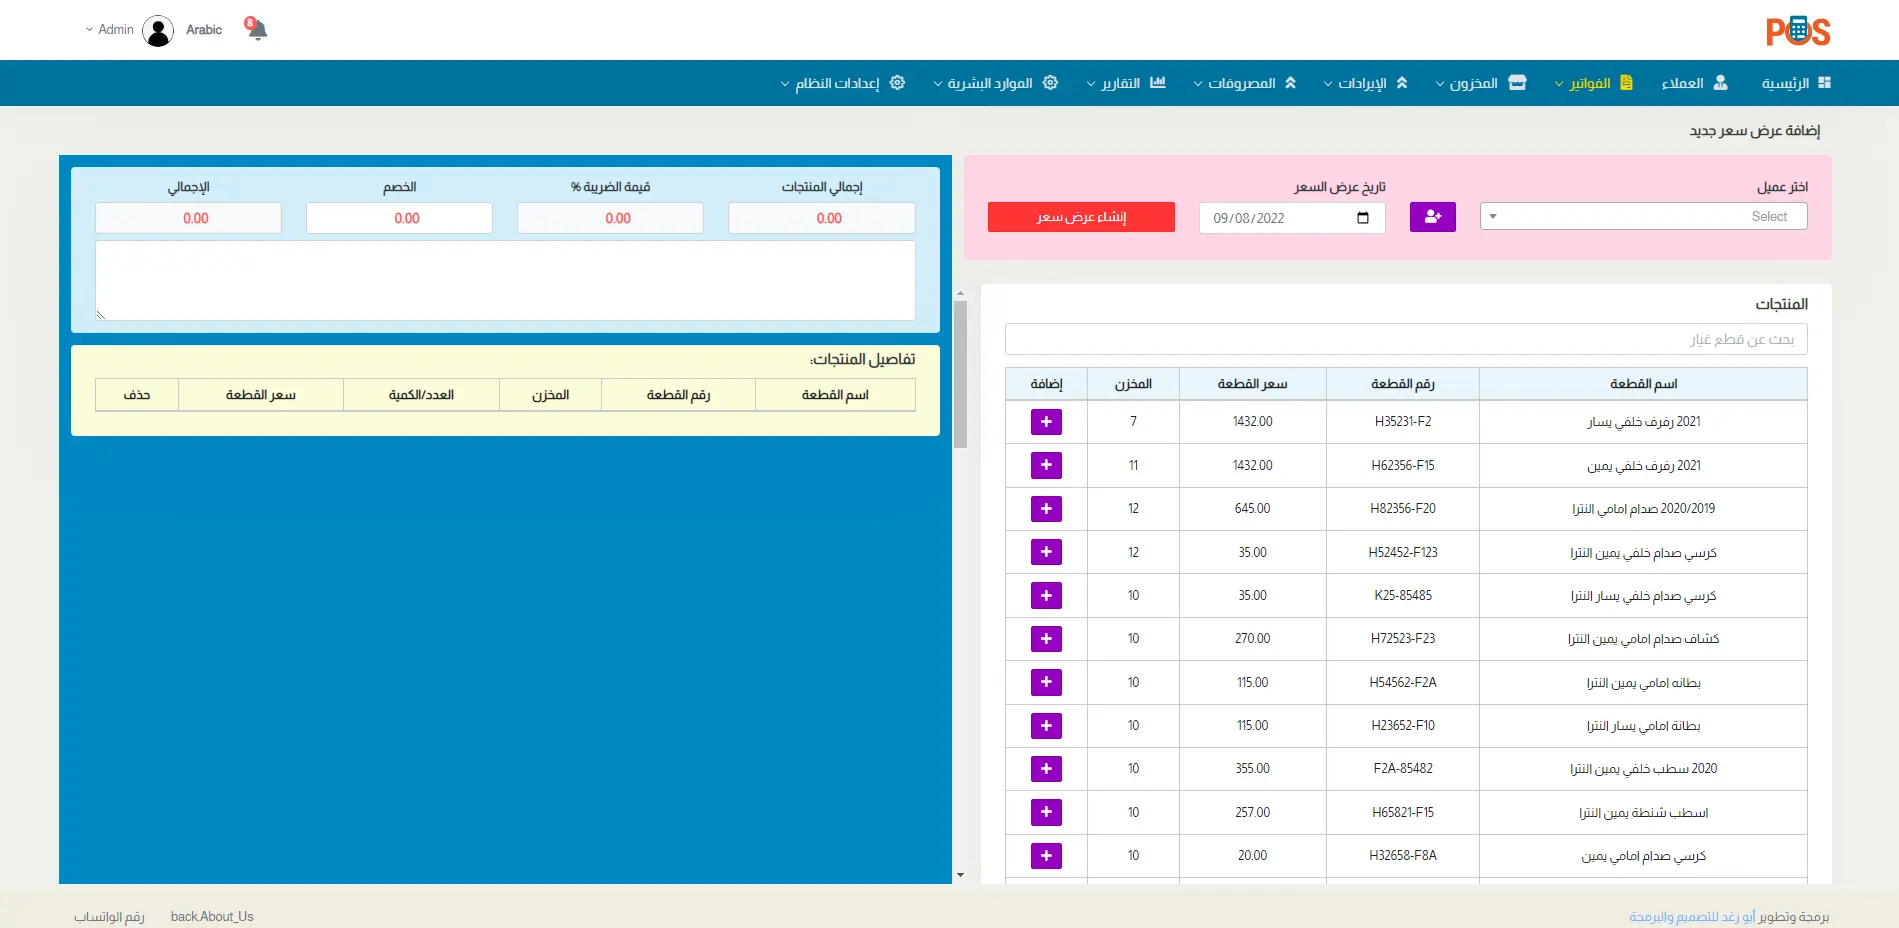 POS
8
Arabic
Admin
الرئيسية
العملاء
الفواتير
المخزون
الإيرادات
المصروفات
التقارير
الموارد البشرية
إعدادات النظام
إضافة عرض سعر جديد
اختر عميل
Select
تاريخ عرض السعر
09/08/2022
إنشاء عرض سعر
المنتجات
بحث عن قطع غيار
اسم القطعة رقم القطعة سعر القطعة المخزن إضافة
2021 رفرف خلفي يسار H35231-F2 1432.00 7
2021 رفرف خلفي يمين H62356-F15 1432.00 11
2020/2019 صدام امامي النترا H82356-F20 645.00 12
كرسي صدام خلفي يمين النترا H52452-F123 35.00 12
كرسي صدام خلفي يسار النترا K25-85485 35.00 10
كشاف صدام امامي يمين النترا H72523-F23 270.00 10
بطانه امامي يمين النترا H54562-F2A 115.00 10
بطانة امامي يسار النترا H23652-F10 115.00 10
2020 سطب خلفي يمين النترا F2A-85482 355.00 10
اسطب شنطة يمين النترا H65821-F15 257.00 10
كرسي صدام امامي يمين H32658-F8A 20.00 10
إجمالي المنتجات قيمة الضريبة % الخصم الإجمالي
0.00 0.00 0.00 0.00
تفاصيل المنتجات:
اسم القطعة رقم القطعة المخزن العدد/الكمية سعر القطعة حذف
برمجة وتطوير أبو رغد للتصميم والبرمجة
back.About_Us
رقم الواتساب